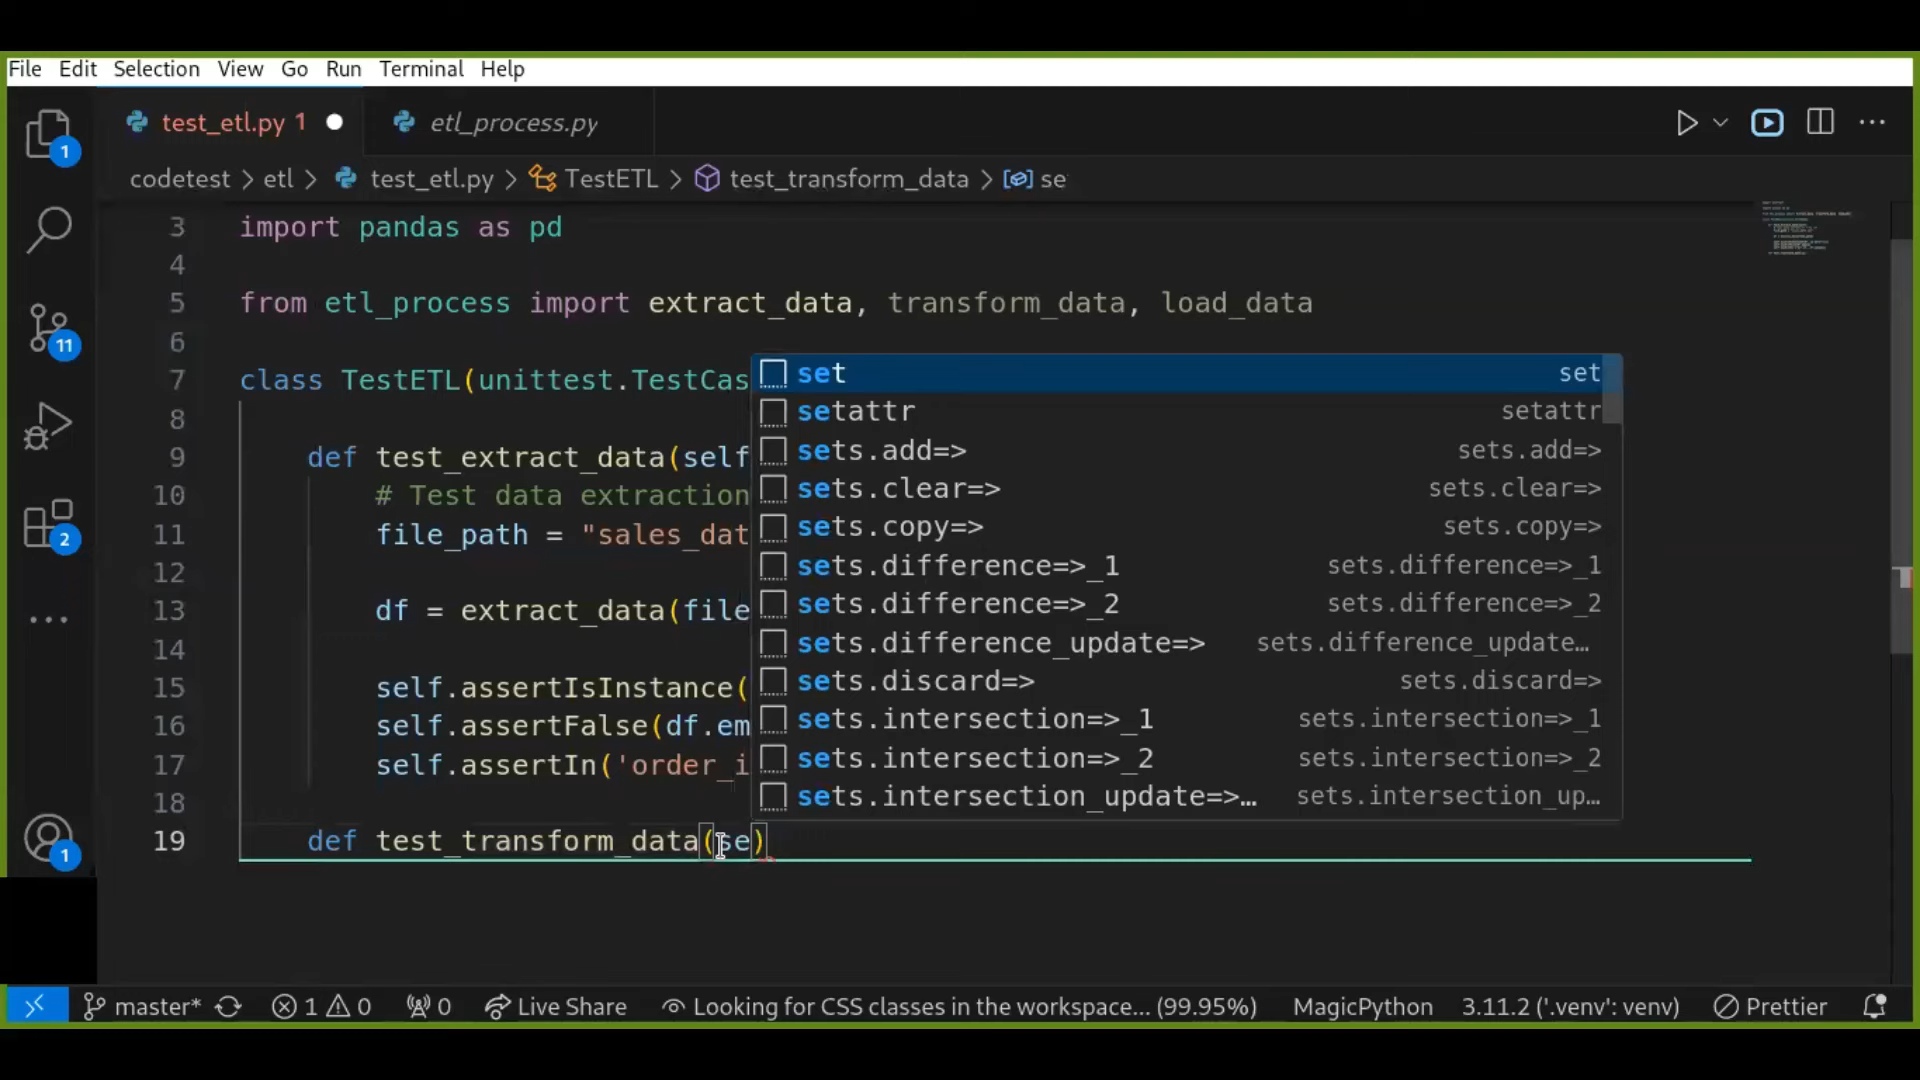 File Edit Selection View Go Run Terminal Help
test_etl.py 1 etl_process.py
codetest > etl > test_etl.py > TestETL > test_transform_data > se
3 import pandas as pd
4
5 from etl_process import extract_data, transform_data, load_data
6
7 class TestETL(unittest.TestCas
8
9 def test_extract_data(self
10 # Test data extraction
11 file_path = "sales_dat
12
13 df = extract_data(file
14
15 self.assertIsInstance(
16 self.assertFalse(df.em
17 self.assertIn('order_i
18
19 def test_transform_data(se)
set set
setattr setattr
sets.add=> sets.add=>
sets.clear=> sets.clear=>
sets.copy=> sets.copy=>
sets.difference=>_1 sets.difference=>_1
sets.difference=>_2 sets.difference=>_2
sets.difference_update=> sets.difference_update…
sets.discard=> sets.discard=>
sets.intersection=>_1 sets.intersection=>_1
sets.intersection=>_2 sets.intersection=>_2
sets.intersection_update=>… sets.intersection_up…
1
11
2
1
master* 1 0 0 Live Share Looking for CSS classes in the workspace... (99.95%) MagicPython 3.11.2 ('.venv': venv) Prettier